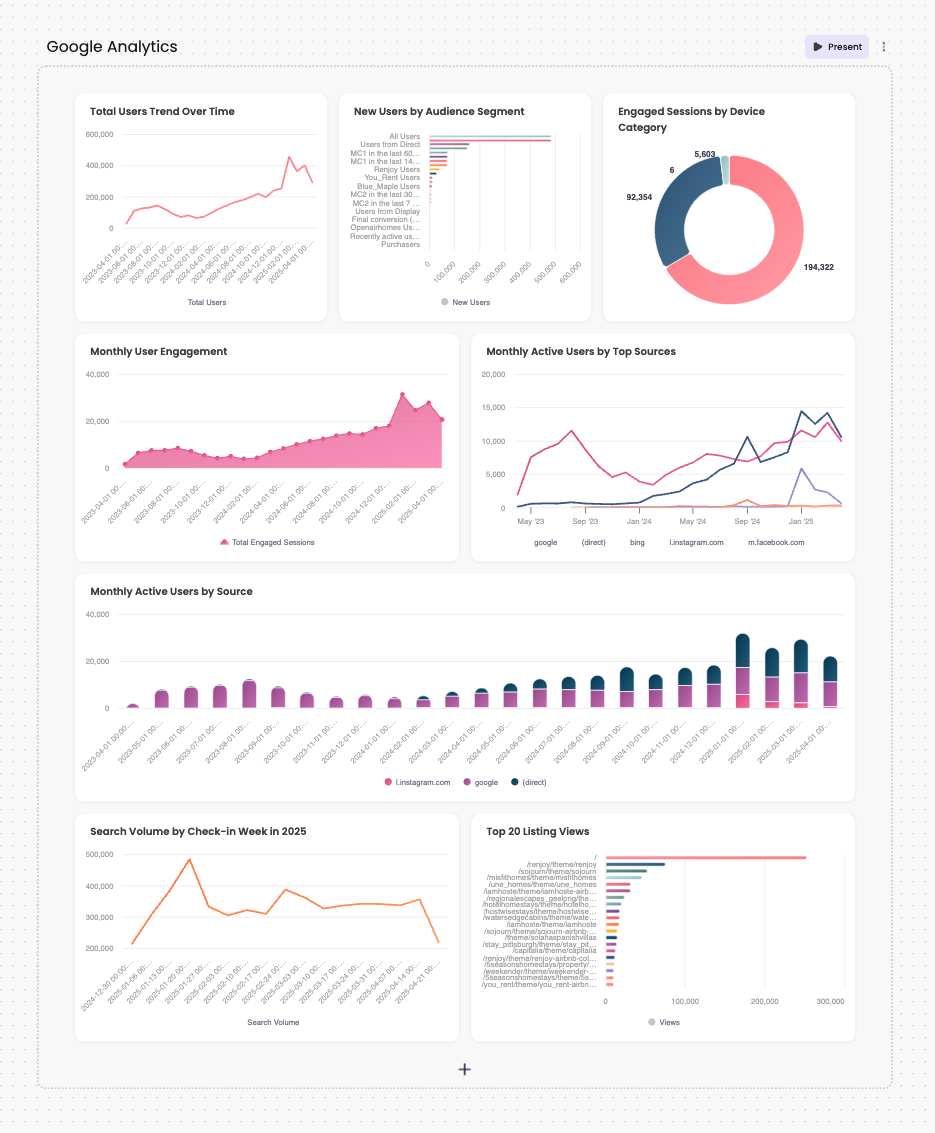 Google Analytics
Present
Total Users Trend Over Time
600,000
400,000
200,000
0
2023-04-01 00:...
2023-06-01 00:...
2023-08-01 00:...
2023-10-01 00:...
2023-12-01 00:...
2024-02-01 00:...
2024-04-01 00:...
2024-06-01 00:...
2024-08-01 00:...
2024-10-01 00:...
2024-12-01 00:...
2025-02-01 00:...
2025-04-01 00:...
Total Users
New Users by Audience Segment
All Users
Users from Direct
MC1 in the last 60...
MC1 in the last 14...
Renjoy Users
You_Rent Users
Blue_Maple Users
MC2 in the last 30...
MC2 in the last 7 ...
Users from Display
Final conversion (...
Openairhomes Us...
Recently active us...
Purchasers
0
100,000
200,000
300,000
400,000
500,000
600,000
New Users
Engaged Sessions by Device
Category
5,603
6
92,354
194,322
Monthly User Engagement
40,000
20,000
0
2023-04-01 00:...
2023-06-01 00:...
2023-08-01 00:...
2023-10-01 00:...
2023-12-01 00:...
2024-02-01 00:...
2024-04-01 00:...
2024-06-01 00:...
2024-08-01 00:...
2024-10-01 00:...
2024-12-01 00:...
2025-02-01 00:...
2025-04-01 00:...
Total Engaged Sessions
Monthly Active Users by Top Sources
20,000
15,000
10,000
5,000
0
May '23
Sep '23
Jan '24
May '24
Sep '24
Jan '25
google
(direct)
bing
l.instagram.com
m.facebook.com
Monthly Active Users by Source
40,000
20,000
0
2023-04-01 00:00:...
2023-05-01 00:...
2023-06-01 00:...
2023-07-01 00:...
2023-08-01 00:...
2023-09-01 00:...
2023-10-01 00:...
2023-11-01 00:...
2023-12-01 00:...
2024-01-01 00:...
2024-02-01 00:...
2024-03-01 00:...
2024-04-01 00:...
2024-05-01 00:...
2024-06-01 00:...
2024-07-01 00:...
2024-08-01 00:...
2024-09-01 00:...
2024-10-01 00:...
2024-11-01 00:...
2024-12-01 00:...
2025-01-01 00:...
2025-02-01 00:...
2025-03-01 00:...
2025-04-01 00:...
l.instagram.com
google
(direct)
Search Volume by Check-in Week in 2025
500,000
400,000
300,000
200,000
2024-12-30 00:00:...
2025-01-06 00:...
2025-01-13 00:...
2025-01-20 00:...
2025-01-27 00:...
2025-02-03 00:...
2025-02-10 00:...
2025-02-17 00:...
2025-02-24 00:...
2025-03-03 00:...
2025-03-10 00:...
2025-03-17 00:...
2025-03-24 00:...
2025-03-31 00:...
2025-04-07 00:...
2025-04-14 00:...
2025-04-21 00:...
Search Volume
Top 20 Listing Views
/
/renjoy/theme/renjoy
/sojourn/theme/sojourn
/misfithomes/theme/misfithomes
/une_homes/theme/une_homes
/iamhoste/theme/iamhoste-airb...
/regionalescapes_geelong/the...
/hotelhomestays/theme/hotelho...
/hostwisestays/theme/hostwise...
/watersedgecabins/theme/wate...
/iamhoste/theme/iamhoste
/sojourn/theme/sojourn-airbnb-...
/theme/solahaspanishvillas
/stay_pittsburgh/theme/stay_pit...
/capitalia/theme/capitalia
/renjoy/theme/renjoy-airbnb-col...
/5seasonshomestays/property/...
/weekender/theme/weekender-...
/5seasonshomestays/theme/5s...
/you_rent/theme/you_rent-airbn...
0
100,000
200,000
300,000
Views